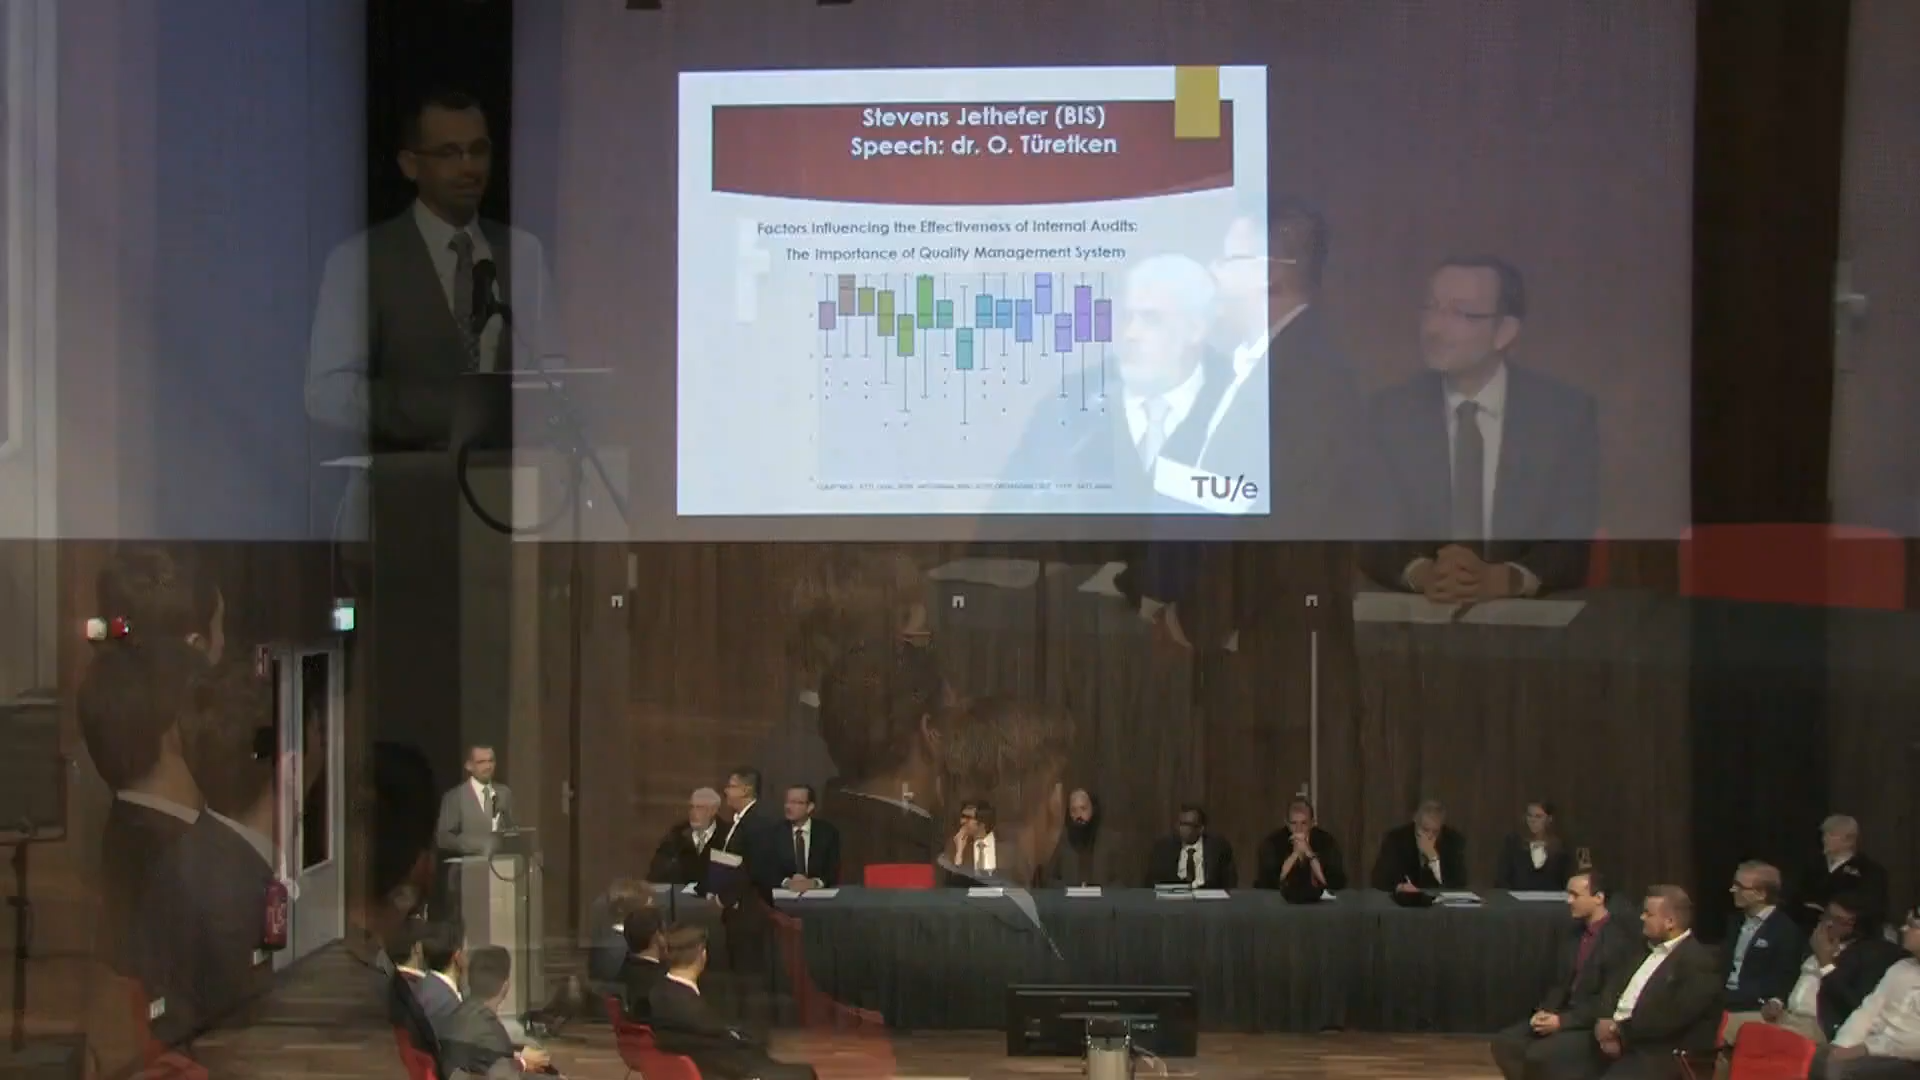 Stevens Jethefer (BIS)
Speech: dr. O. Türetken
Factors Influencing the Effectiveness of Internal Audits:
The Importance of Quality Management System
TU/e